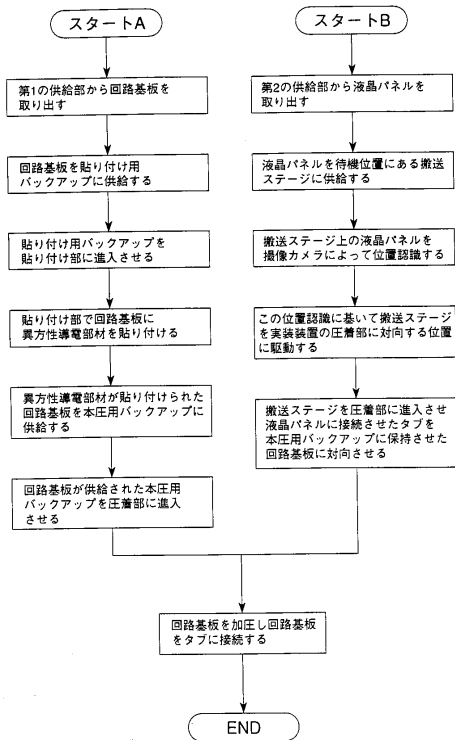 スタートA
第1の供給部から回路基板を
取り出す
回路基板を貼り付け用
バックアップに供給する
貼り付け用バックアップを
貼り付け部に進入させる
貼り付け部で回路基板に
異方性導電部材を貼り付ける
異方性導電部材が貼り付けられた
回路基板を本圧用バックアップに
供給する
回路基板が供給された本圧用
バックアップを圧着部に進入
させる
スタートB
第2の供給部から液晶パネルを
取り出す
液晶パネルを待機位置にある搬送
ステージに供給する
搬送ステージ上の液晶パネルを
撮像カメラによって位置認識する
この位置認識に基いて搬送ステージ
を実装装置の圧着部に対向する位置
に駆動する
搬送ステージを圧着部に進入させ
液晶パネルに接続させたタブを
本圧用バックアップに保持させた
回路基板に対向させる
回路基板を加圧し回路基板
をタブに接続する
END